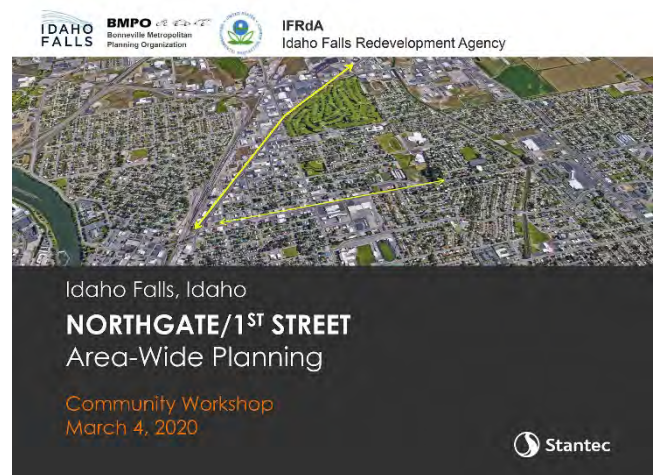 IDAHO
FALLS
BMPO
Bonneville Metropolitan
Planning Organization
IFRdA
Idaho Falls Redevelopment Agency
Idaho Falls, Idaho
NORTHGATE/1ST STREET
Area-Wide Planning
Community Workshop
March 4, 2020
Stantec